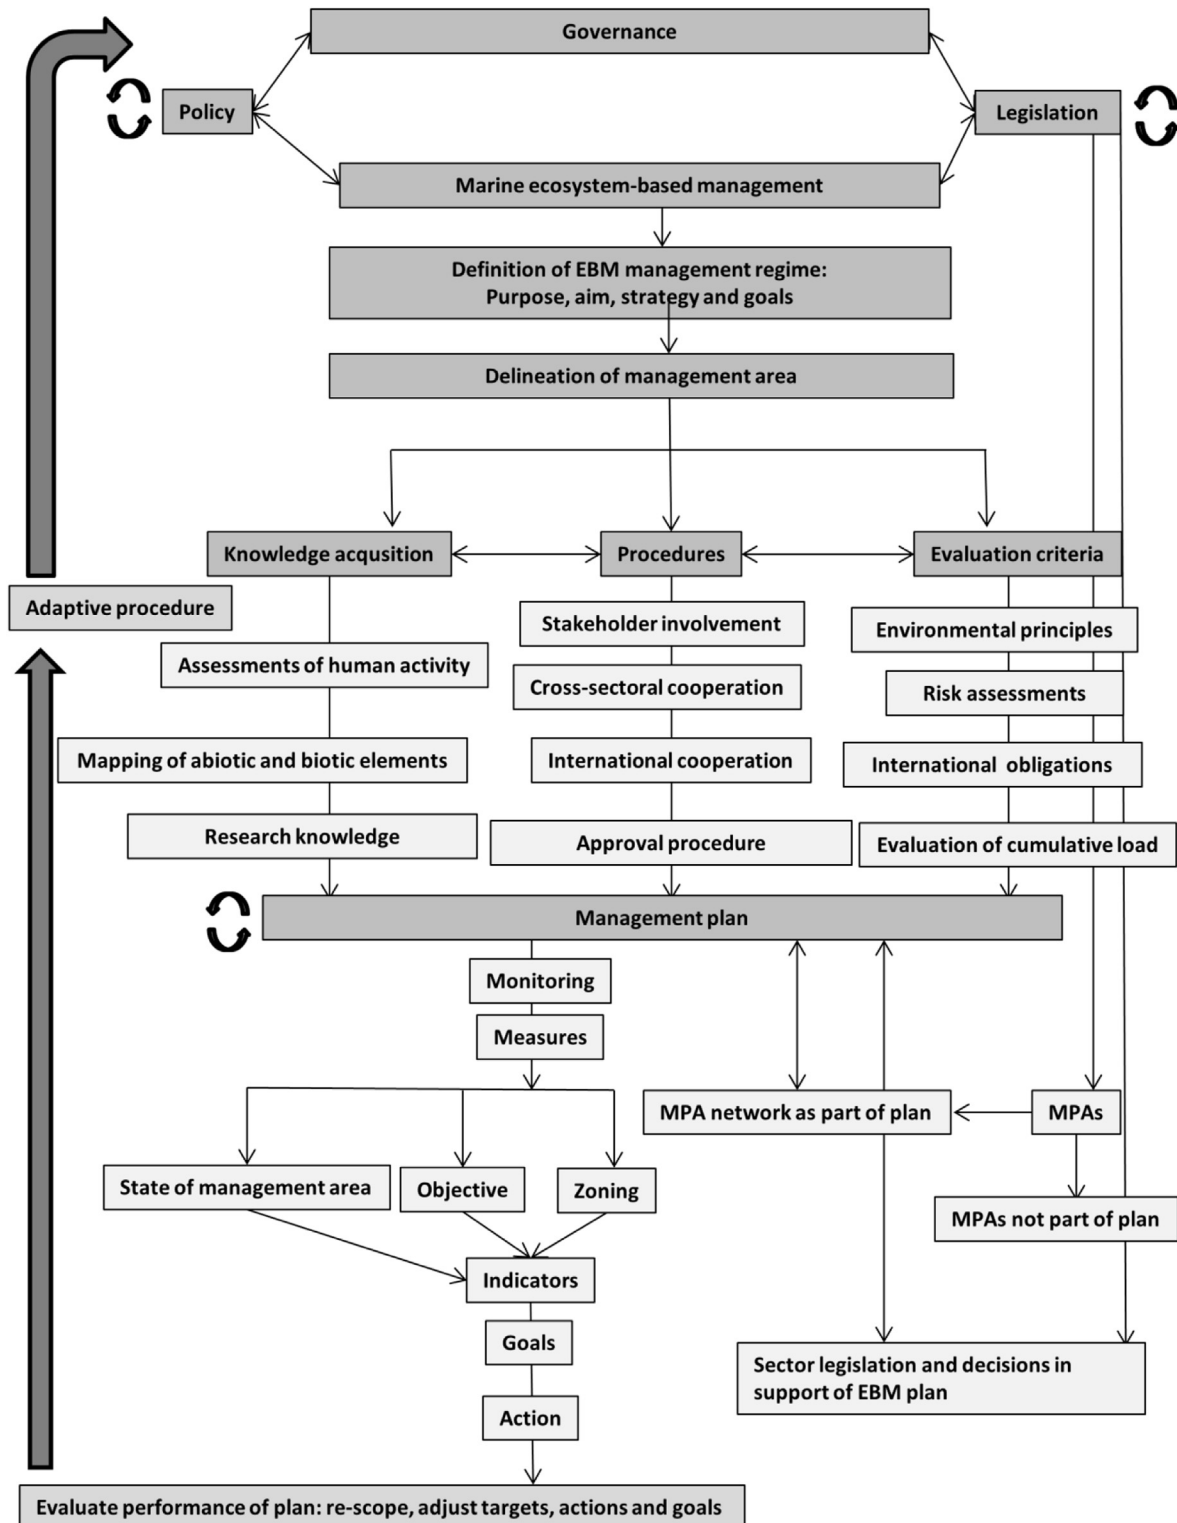 Governance
Policy
Legislation
Marine ecosystem-based management
Definition of EBM management regime:
Purpose, aim, strategy and goals
Delineation of management area
Knowledge acqusition
Procedures
Evaluation criteria
Adaptive procedure
Stakeholder involvement
Environmental principles
Assessments of human activity
Cross-sectoral cooperation
Risk assessments
Mapping of abiotic and biotic elements
International cooperation
International obligations
Research knowledge
Approval procedure
Evaluation of cumulative load
Management plan
Monitoring
Measures
MPA network as part of plan
MPAs
State of management area
Objective
Zoning
MPAs not part of plan
Indicators
Goals
Sector legislation and decisions in
support of EBM plan
Action
Evaluate performance of plan: re-scope, adjust targets, actions and goals